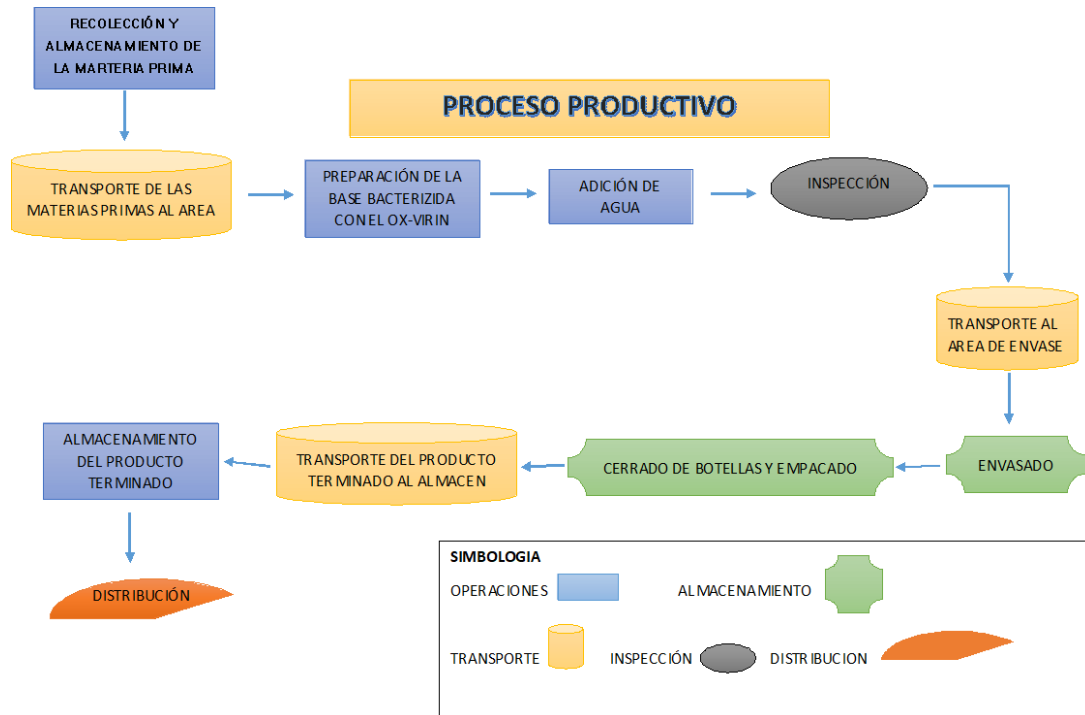 RECOLECCIÓN Y
ALMACENAMIENTO DE
LA MARTERIA PRIMA
PROCESO PRODUCTIVO
TRANSPORTE DE LAS
MATERIAS PRIMAS AL AREA
PREPARACIÓN DE LA
BASE BACTERIZIDA
CON EL OX-VIRIN
ADICIÓN DE
AGUA
INSPECCIÓN
TRANSPORTE AL
AREA DE ENVASE
ENVASADO
CERRADO DE BOTELLAS Y EMPACADO
TRANSPORTE DEL PRODUCTO
TERMINADO AL ALMACEN
ALMACENAMIENTO
DEL PRODUCTO
TERMINADO
DISTRIBUCIÓN
SIMBOLOGIA
OPERACIONES
ALMACENAMIENTO
TRANSPORTE
INSPECCIÓN
DISTRIBUCION